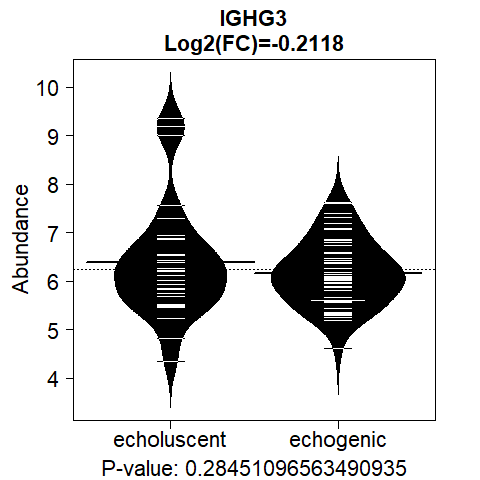 IGHG3
Log2(FC)=-0.2118
Abundance
10
9
8
7
6
5
4
echoluscent echogenic
P-value: 0.28451096563490935